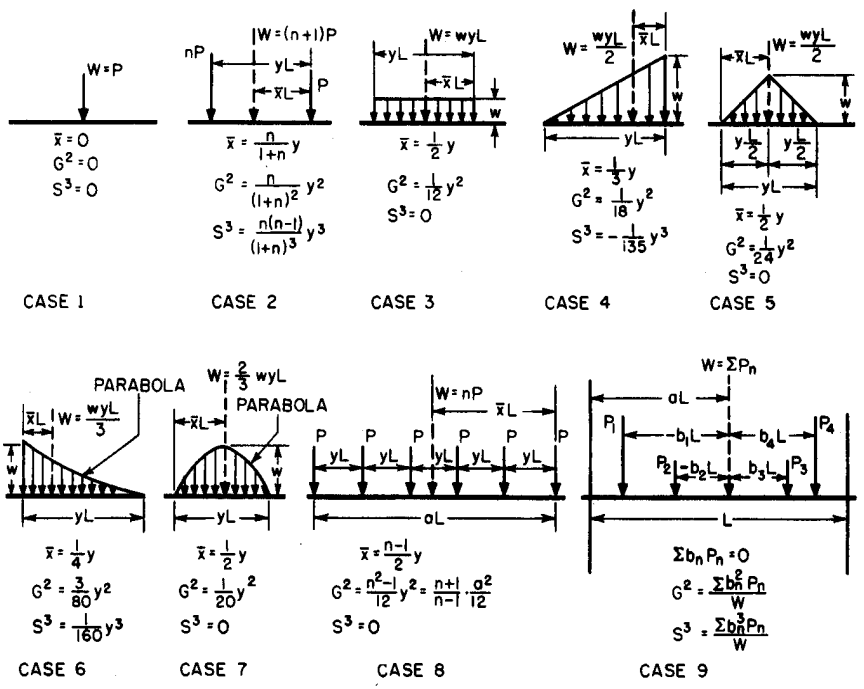 W=P
x̄=0
G²=0
S³=0
CASE 1
nP
W=(n+1)P
yL
x̄L
P
x̄ = n/(1+n) y
G² = n/(1+n)² y²
S³ = n(n-1)/(1+n)³ y³
CASE 2
W=wyL
yL
x̄L
w
x̄ = 1/2 y
G² = 1/12 y²
S³=0
CASE 3
W = wyL/2
x̄L
w
yL
x̄ = 1/3 y
G² = 1/18 y²
S³ = -1/135 y³
CASE 4
x̄L
W = wyL/2
w
y L/2
y L/2
yL
x̄ = 1/2 y
G² = 1/24 y²
S³=0
CASE 5
PARABOLA
x̄L
W = wyL/3
w
yL
x̄ = 1/4 y
G² = 3/80 y²
S³ = 1/160 y³
CASE 6
W = 2/3 wyL
x̄L
PARABOLA
w
yL
x̄ = 1/2 y
G² = 1/20 y²
S³=0
CASE 7
W=nP
x̄L
P P P P P P
yL yL yL yL yL
aL
x̄ = n-1/2 y
G² = n²-1/12 y² = n+1/n-1 · a²/12
S³=0
CASE 8
W=ΣPn
aL
P₁
-b₁L
b₄L
P₄
P₂
-b₂L
b₃L
P₃
L
Σbn Pn=0
G² = Σbn² Pn/W
S³ = Σbn³ Pn/W
CASE 9